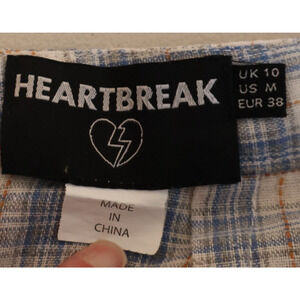 HEARTBREAK
UK 10
US M
EUR 38
MADE
IN
CHINA